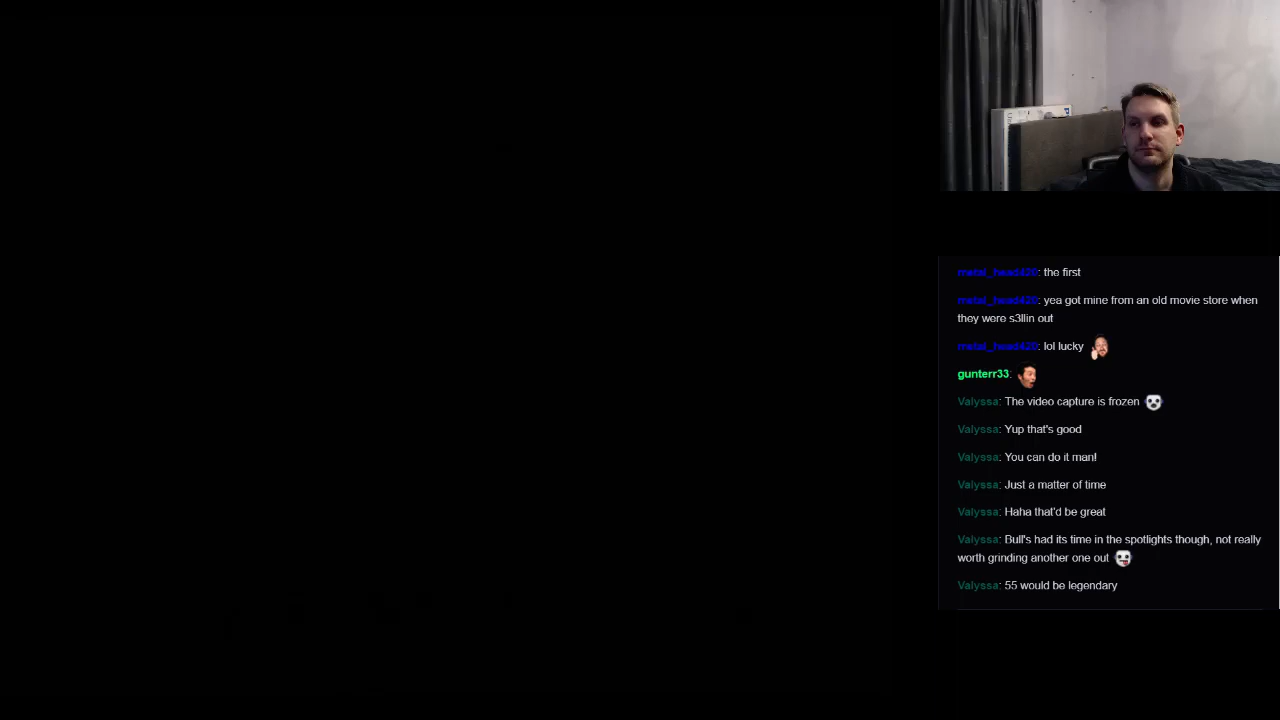 metal_head420: the first
metal_head420: yea got mine from an old movie store when
they were s3llin out
metal_head420: lol lucky
gunterr33:
Valyssa: The video capture is frozen
Valyssa: Yup that's good
Valyssa: You can do it man!
Valyssa: Just a matter of time
Valyssa: Haha that'd be great
Valyssa: Bull's had its time in the spotlights though, not really
worth grinding another one out
Valyssa: 55 would be legendary